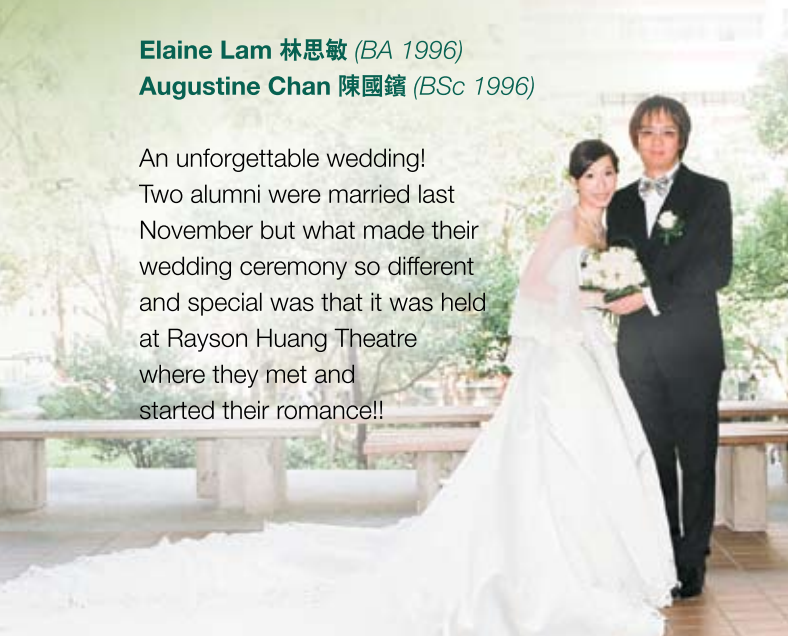 Elaine Lam 林思敏 (BA 1996)
Augustine Chan 陳國鑌 (BSc 1996)
An unforgettable wedding!
Two alumni were married last
November but what made their
wedding ceremony so different
and special was that it was held
at Rayson Huang Theatre
where they met and
started their romance!!